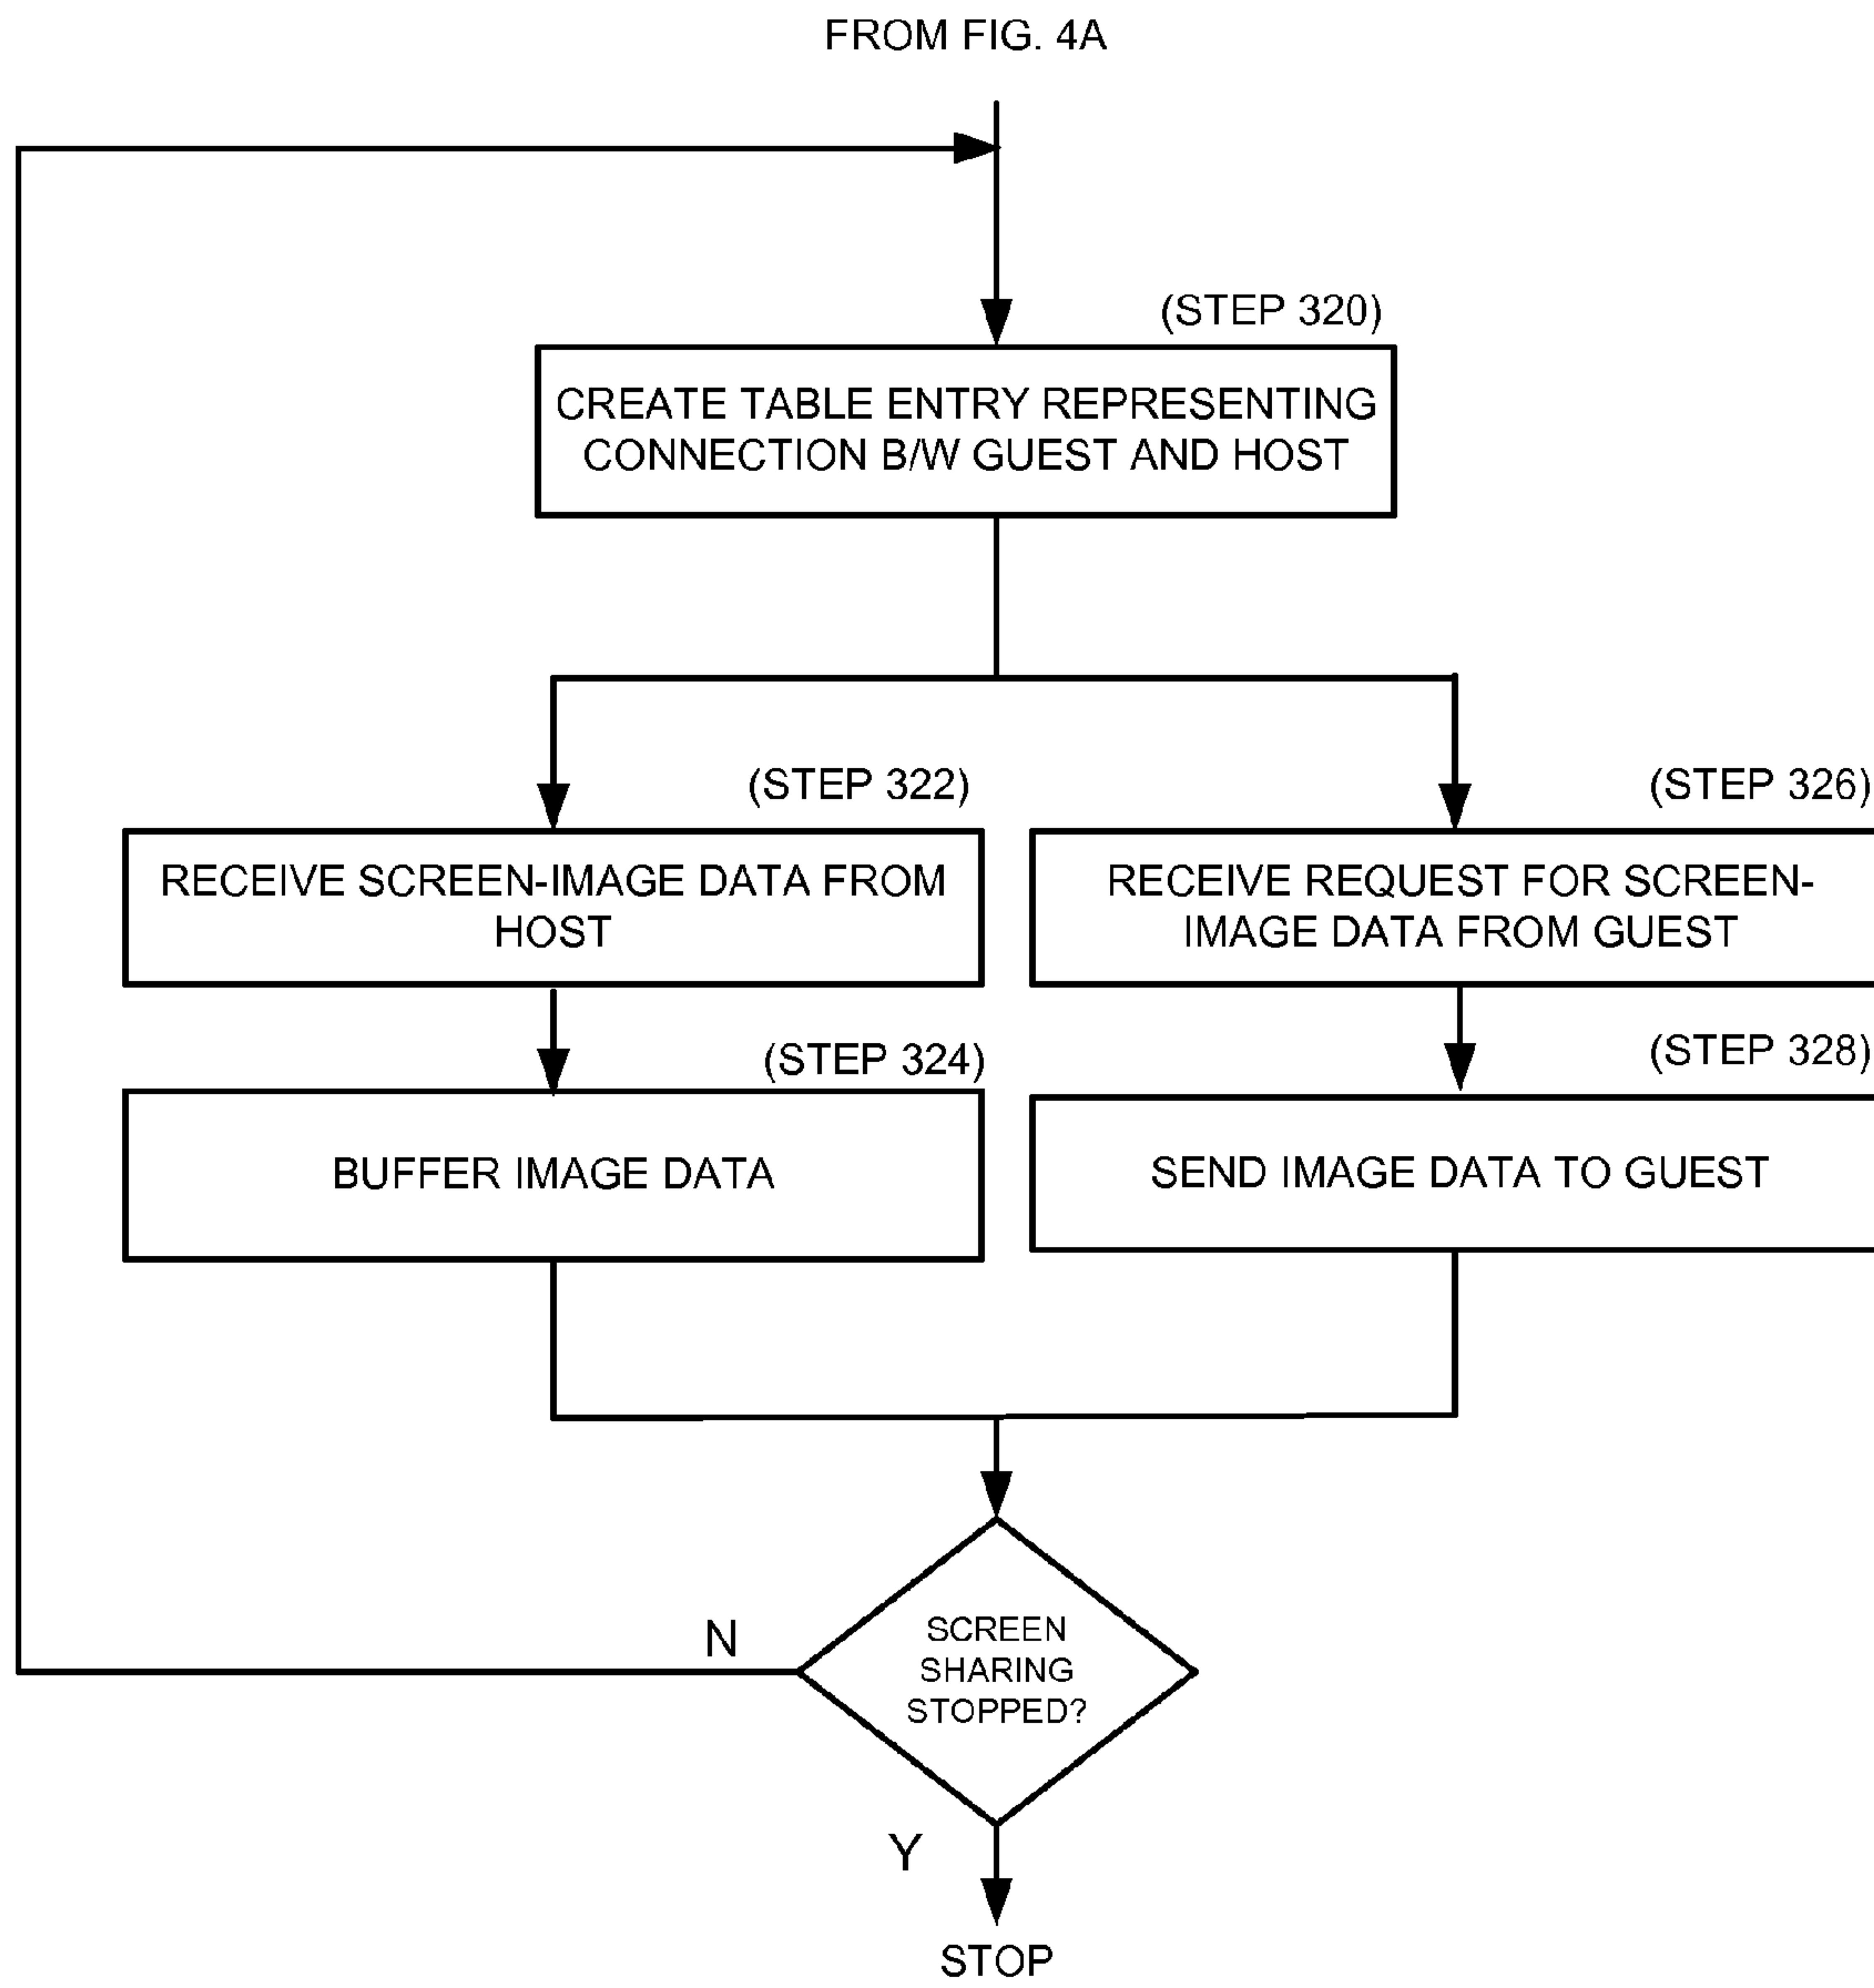 FROM FIG. 4A
(STEP 320)
CREATE TABLE ENTRY REPRESENTING
CONNECTION B/W GUEST AND HOST
(STEP 322)
RECEIVE SCREEN-IMAGE DATA FROM
HOST
(STEP 324)
BUFFER IMAGE DATA
(STEP 326)
RECEIVE REQUEST FOR SCREEN-
IMAGE DATA FROM GUEST
(STEP 328)
SEND IMAGE DATA TO GUEST
SCREEN
SHARING
STOPPED?
N
Y
STOP